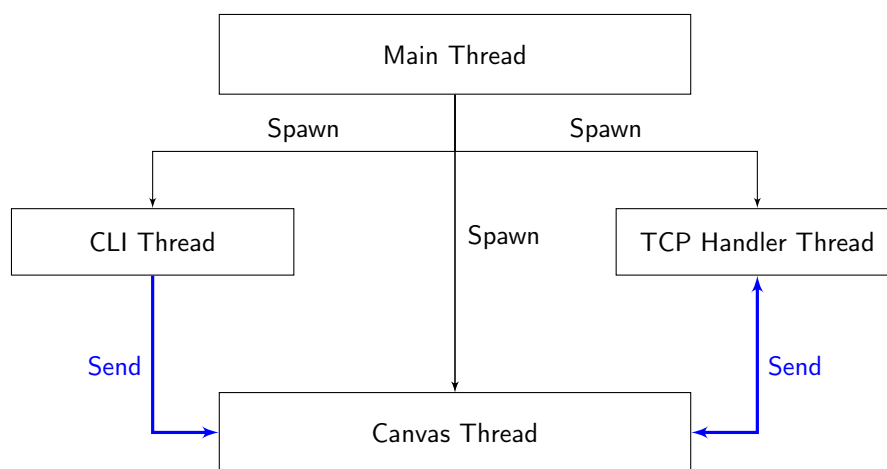 Main Thread
Spawn
Spawn
CLI Thread
Spawn
TCP Handler Thread
Send
Send
Canvas Thread